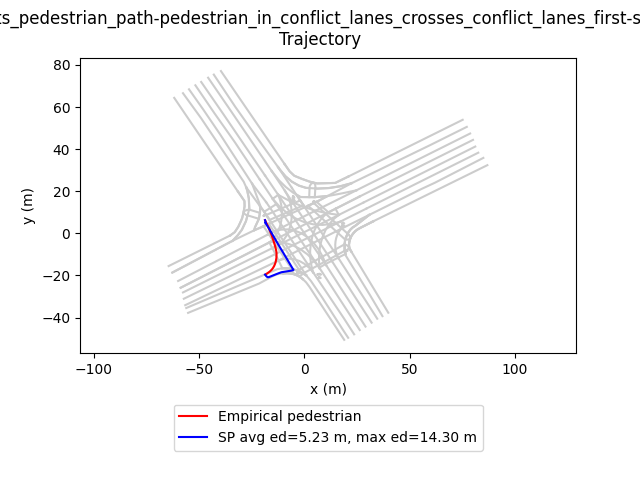 ts_pedestrian_path-pedestrian_in_conflict_lanes_crosses_conflict_lanes_first-s
Trajectory
80
60
40
20
0
−20
−40
y (m)
−100
−50
0
50
100
x (m)
Empirical pedestrian
SP avg ed=5.23 m, max ed=14.30 m